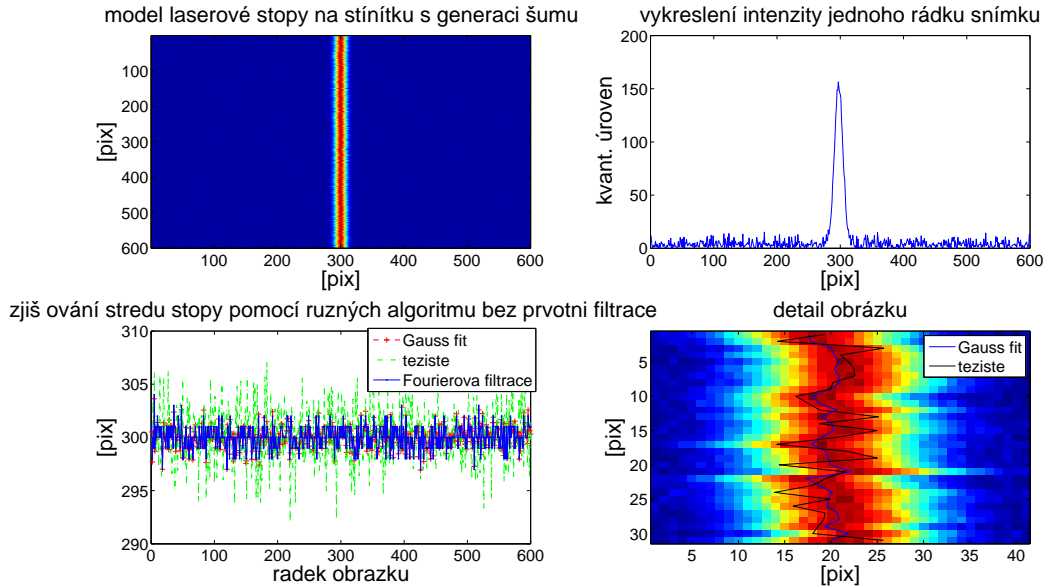 model laserové stopy na stínítku s generaci šumu
100
200
300
400
500
600
[pix]
100 200 300 400 500 600
[pix]
vykreslení intenzity jednoho rádku snímku
200
150
100
50
0
kvant. úroven
0 100 200 300 400 500 600
[pix]
zjiš ování stredu stopy pomocí ruzných algoritmu bez prvotni filtrace
310
305
300
295
290
[pix]
Gauss fit
teziste
Fourierova filtrace
0 100 200 300 400 500 600
radek obrazku
detail obrázku
5
10
15
20
25
30
[pix]
Gauss fit
teziste
5 10 15 20 25 30 35 40
[pix]